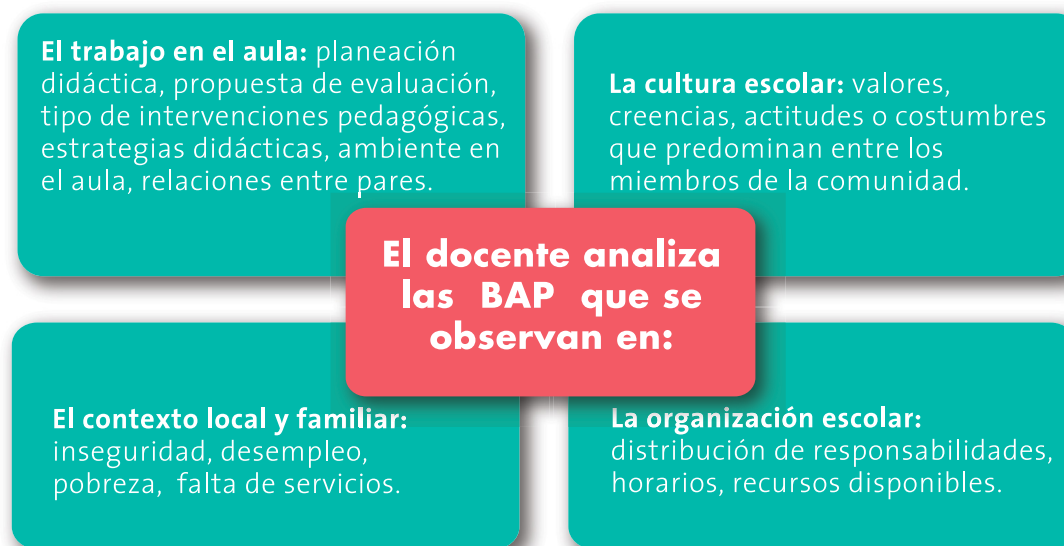 El trabajo en el aula: planeación
didáctica, propuesta de evaluación,
tipo de intervenciones pedagógicas,
estrategias didácticas, ambiente en
el aula, relaciones entre pares.
La cultura escolar: valores,
creencias, actitudes o costumbres
que predominan entre los
miembros de la comunidad.
El docente analiza
las BAP que se
observan en:
El contexto local y familiar:
inseguridad, desempleo,
pobreza, falta de servicios.
La organización escolar:
distribución de responsabilidades,
horarios, recursos disponibles.